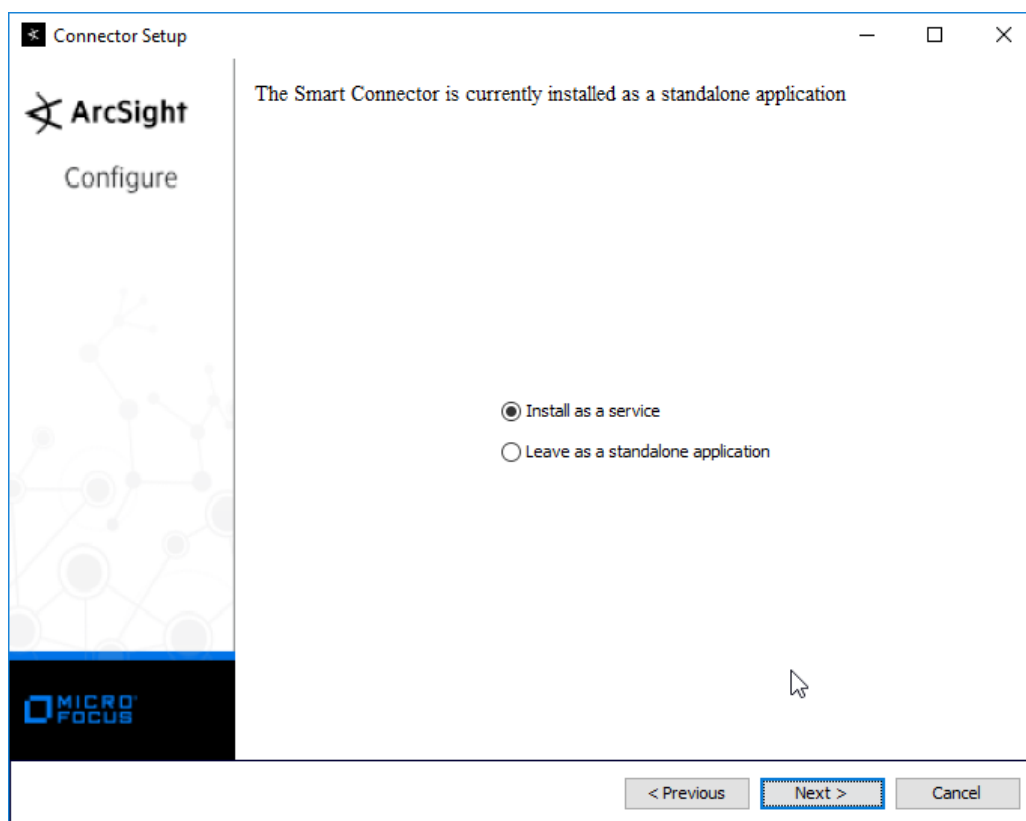 Connector Setup
ArcSight
Configure
The Smart Connector is currently installed as a standalone application
Install as a service
Leave as a standalone application
MICRO
FOCUS
< Previous
Next >
Cancel